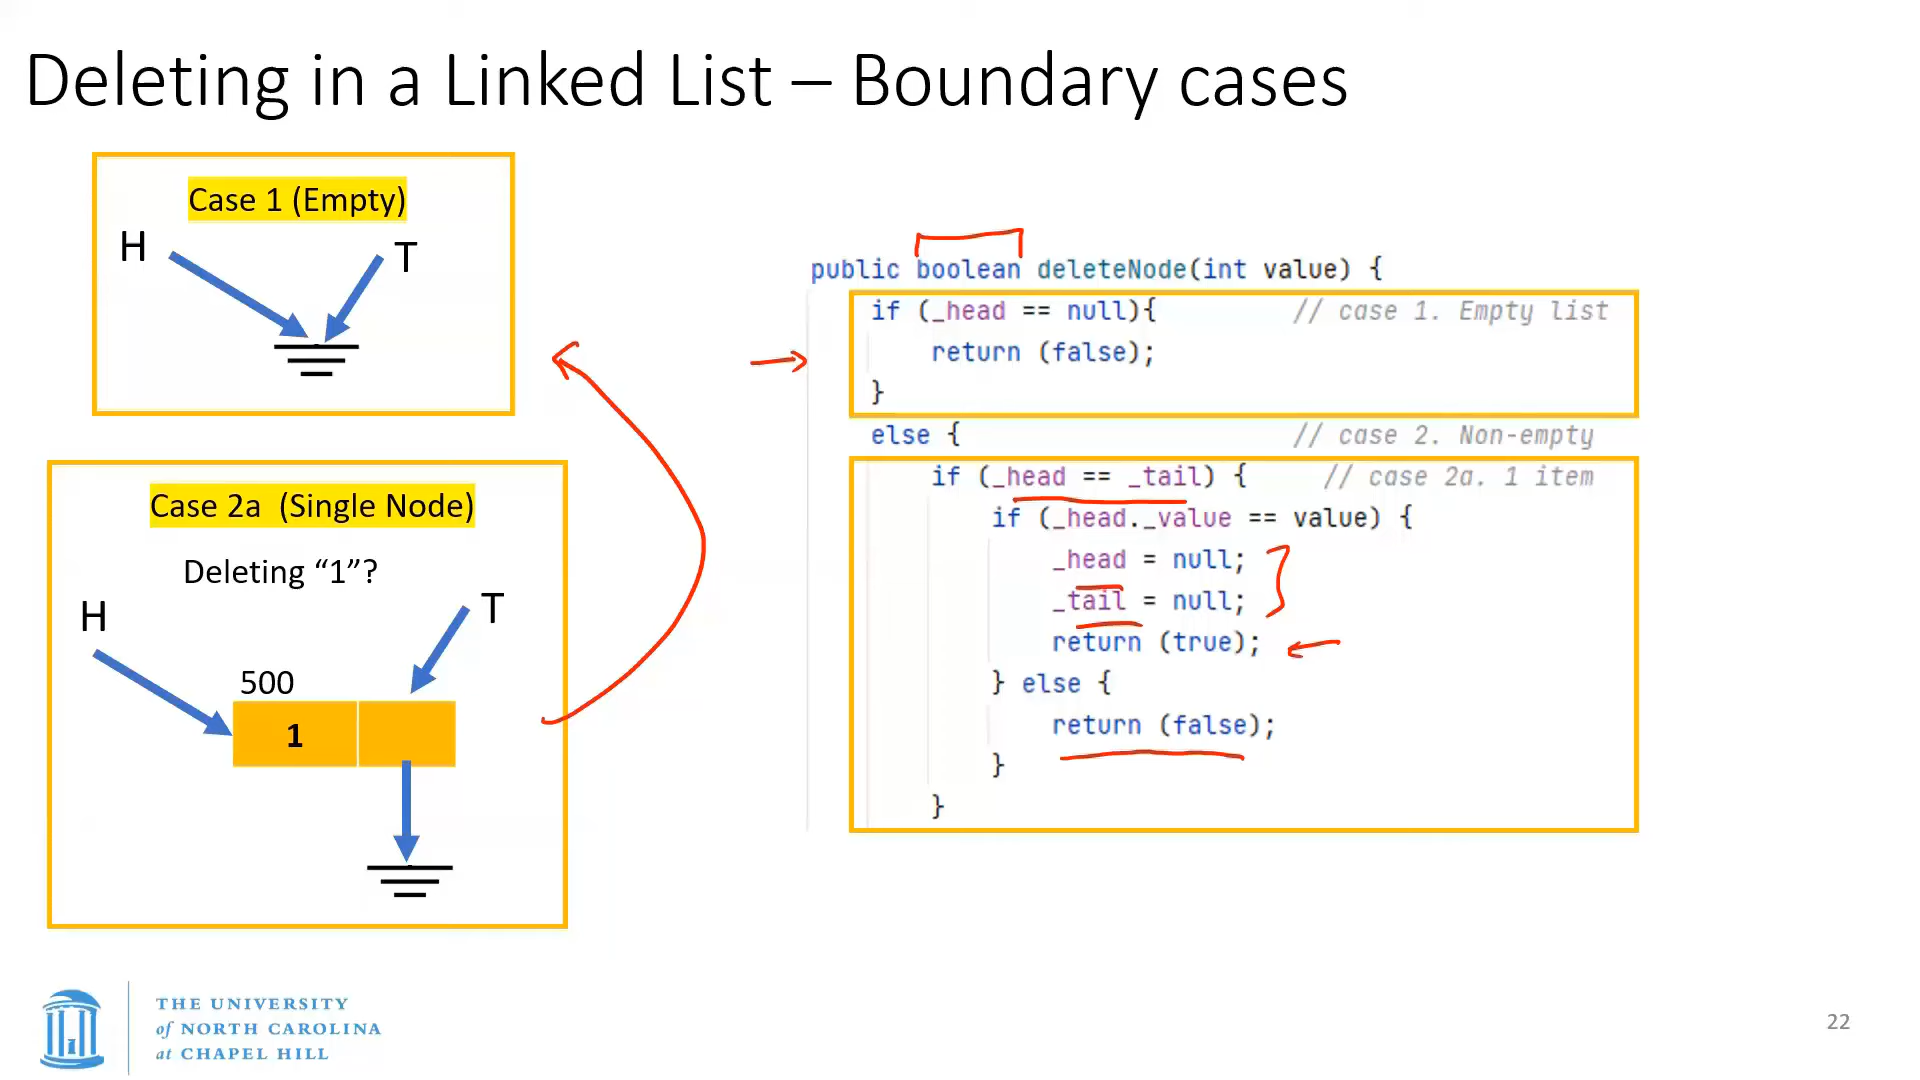 Deleting in a Linked List – Boundary cases
Case 1 (Empty)
H
T
Case 2a (Single Node)
Deleting “1”?
H
T
500
1
public boolean deleteNode(int value) {
if (_head == null){ // case 1. Empty list
return (false);
}
else { // case 2. Non-empty
if (_head == _tail) { // case 2a. 1 item
if (_head._value == value) {
_head = null;
_tail = null;
return (true);
} else {
return (false);
}
}
THE UNIVERSITY
of NORTH CAROLINA
at CHAPEL HILL
22